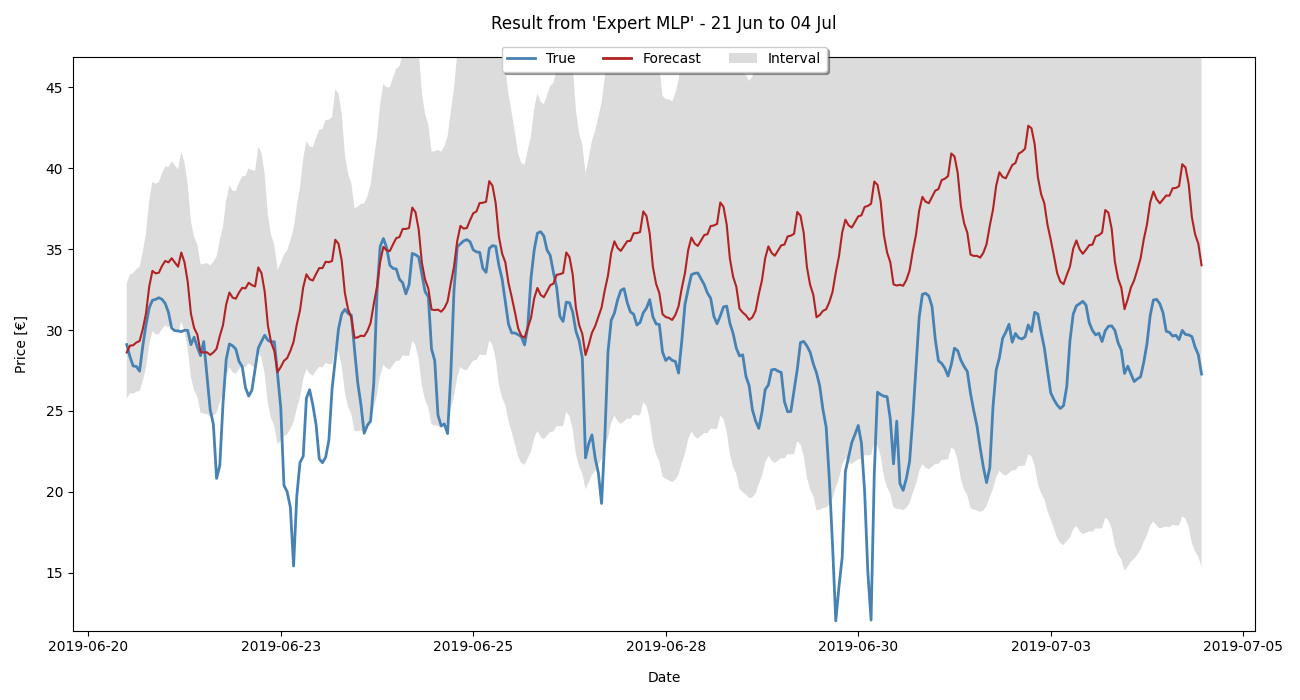 Result from 'Expert MLP' - 21 Jun to 04 Jul
True Forecast Interval
45
40
35
30
25
20
15
Price [€]
2019-06-20 2019-06-23 2019-06-25 2019-06-28 2019-06-30 2019-07-03 2019-07-05
Date